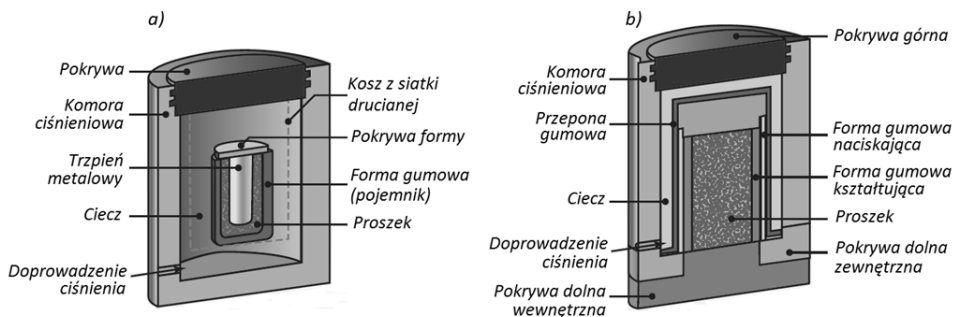 a)
Pokrywa
Komora
ciśnieniowa
Trzpień
metalowy
Ciecz
Doprowadzenie
ciśnienia
Kosz z siatki
drucianej
Pokrywa formy
Forma gumowa
(pojemnik)
Proszek
b)
Komora
ciśnieniowa
Przepona
gumowa
Ciecz
Doprowadzenie
ciśnienia
Pokrywa dolna
wewnętrzna
Pokrywa górna
Forma gumowa
naciskająca
Forma gumowa
kształtująca
Proszek
Pokrywa dolna
zewnętrzna